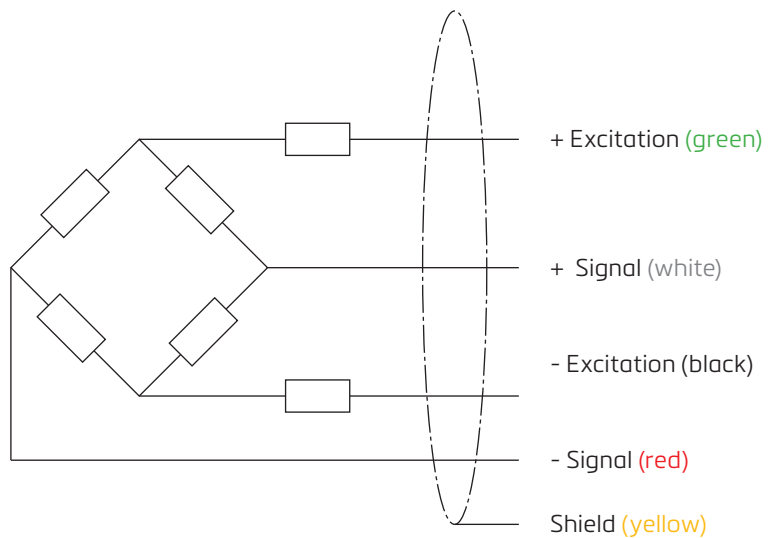 + Excitation (green)
+ Signal (white)
- Excitation (black)
- Signal (red)
Shield (yellow)